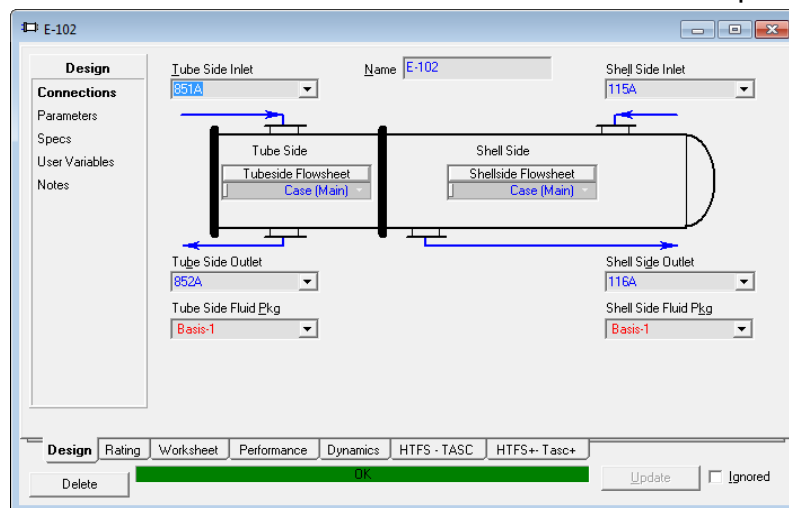 E-102
Design
Connections
Parameters
Specs
User Variables
Notes
Tube Side Inlet
851A
Name E-102
Shell Side Inlet
115A
Tube Side
Shell Side
Tubeside Flowsheet
Case (Main)
Shellside Flowsheet
Case (Main)
Tube Side Outlet
852A
Shell Side Outlet
116A
Tube Side Fluid Pkg
Basis-1
Shell Side Fluid Pkg
Basis-1
Design Rating Worksheet Performance Dynamics HTFS - TASC HTFS+- Tasc+
Delete OK Update Ignored